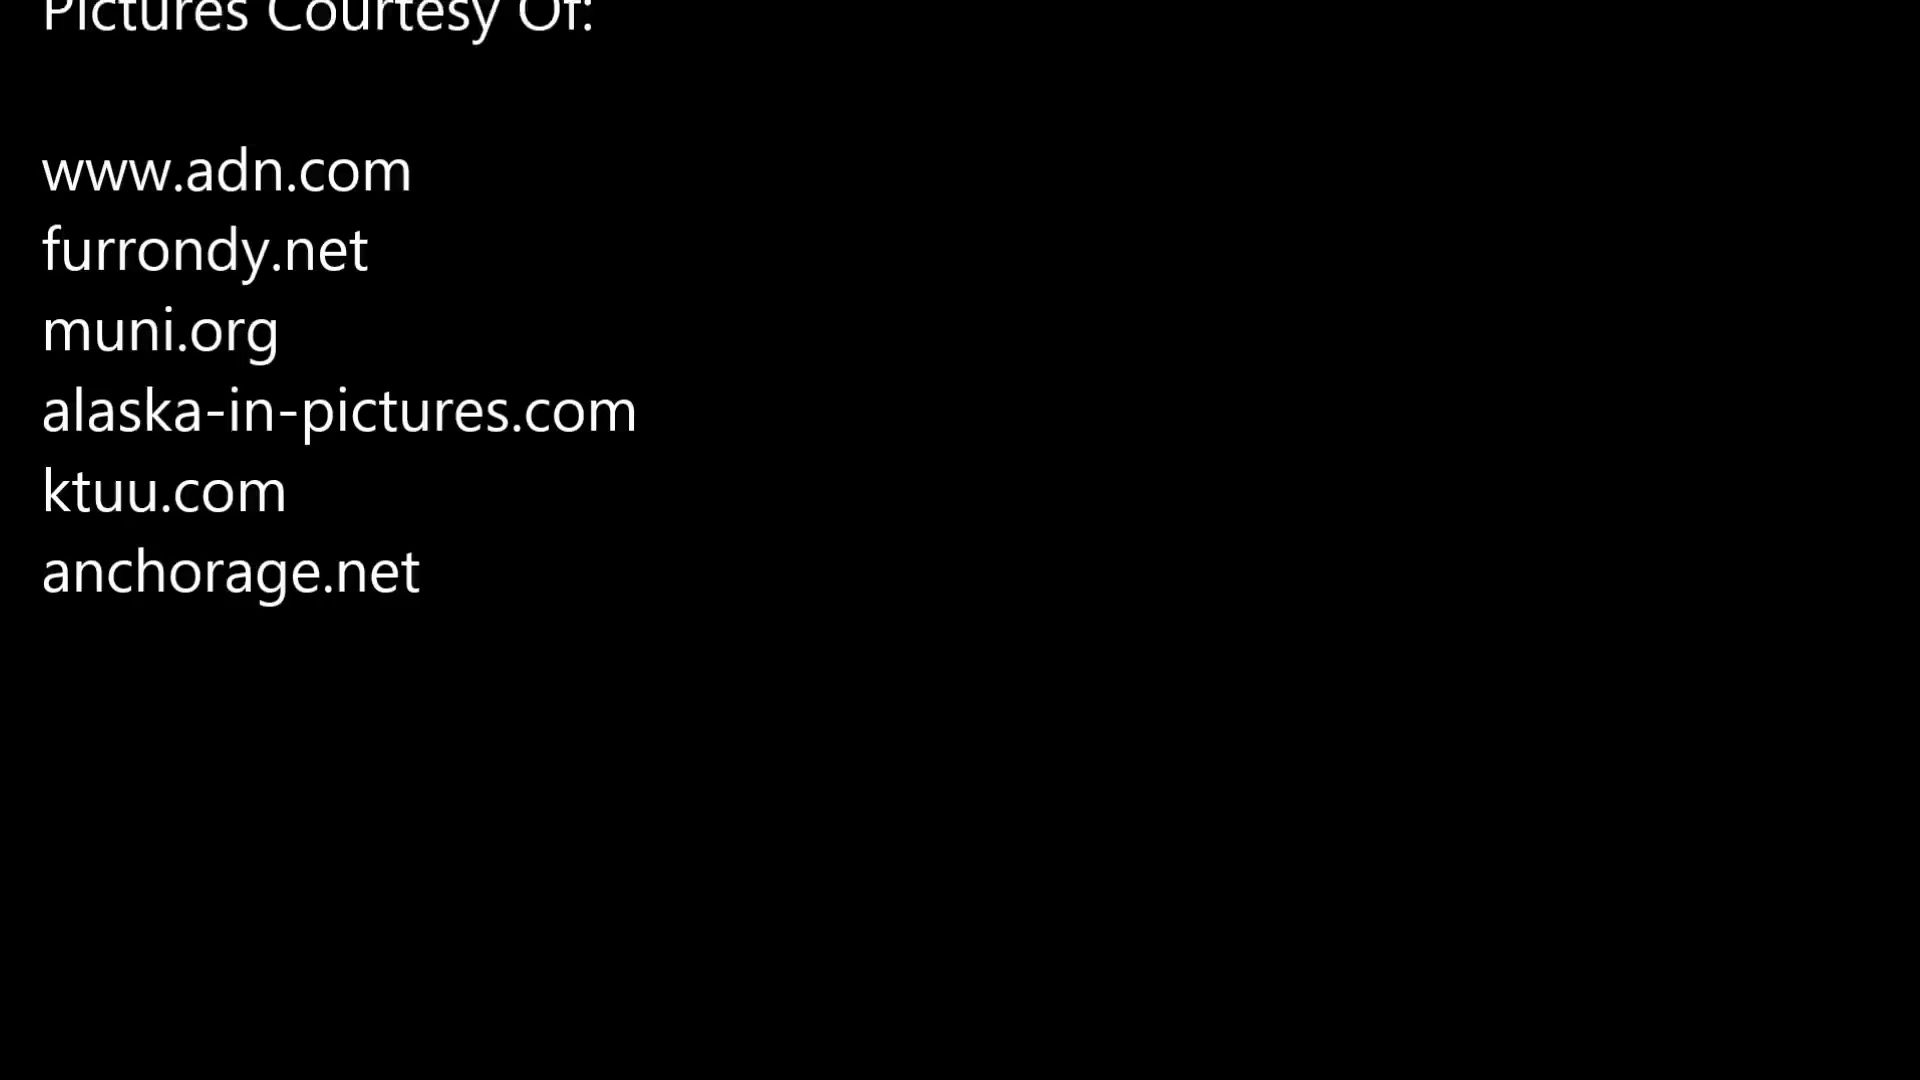 Pictures Courtesy Of:
www.adn.com
furrondy.net
muni.org
alaska-in-pictures.com
ktuu.com
anchorage.net